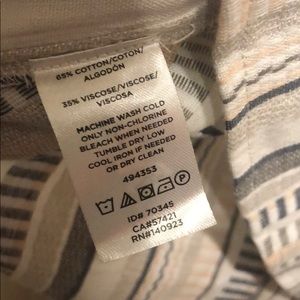 65% COTTON/COTON/
ALGODÓN
35% VISCOSE/VISCOSE/
VISCOSA
MACHINE WASH COLD
ONLY NON-CHLORINE
BLEACH WHEN NEEDED
TUMBLE DRY LOW
COOL IRON IF NEEDED
OR DRY CLEAN
494353
ID# 70345
CA#57421
RN#140923